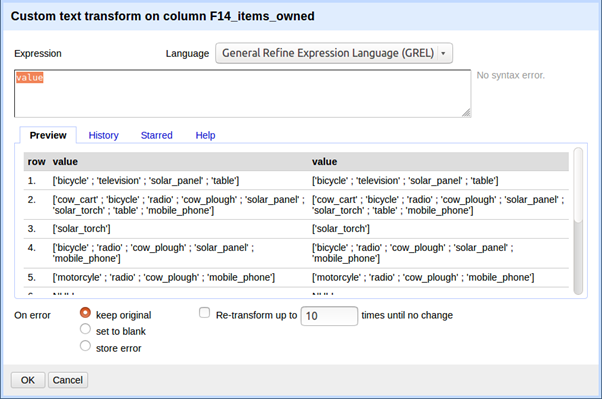 Custom text transform on column F14_items_owned
Expression
Language
General Refine Expression Language (GREL)
value
No syntax error.
Preview
History
Starred
Help
row value value
1. ['bicycle' ; 'television' ; 'solar_panel' ; 'table'] ['bicycle' ; 'television' ; 'solar_panel' ; 'table']
2. ['cow_cart' ; 'bicycle' ; 'radio' ; 'cow_plough' ; 'solar_panel' ; ['cow_cart' ; 'bicycle' ; 'radio' ; 'cow_plough' ; 'solar_panel' ;
'solar_torch' ; 'table' ; 'mobile_phone'] 'solar_torch' ; 'table' ; 'mobile_phone']
3. ['solar_torch'] ['solar_torch']
4. ['bicycle' ; 'radio' ; 'cow_plough' ; 'solar_panel' ; ['bicycle' ; 'radio' ; 'cow_plough' ; 'solar_panel' ;
'mobile_phone'] 'mobile_phone']
5. ['motorcyle' ; 'radio' ; 'cow_plough' ; 'mobile_phone'] ['motorcyle' ; 'radio' ; 'cow_plough' ; 'mobile_phone']
On error
keep original
Re-transform up to 10 times until no change
set to blank
store error
OK
Cancel